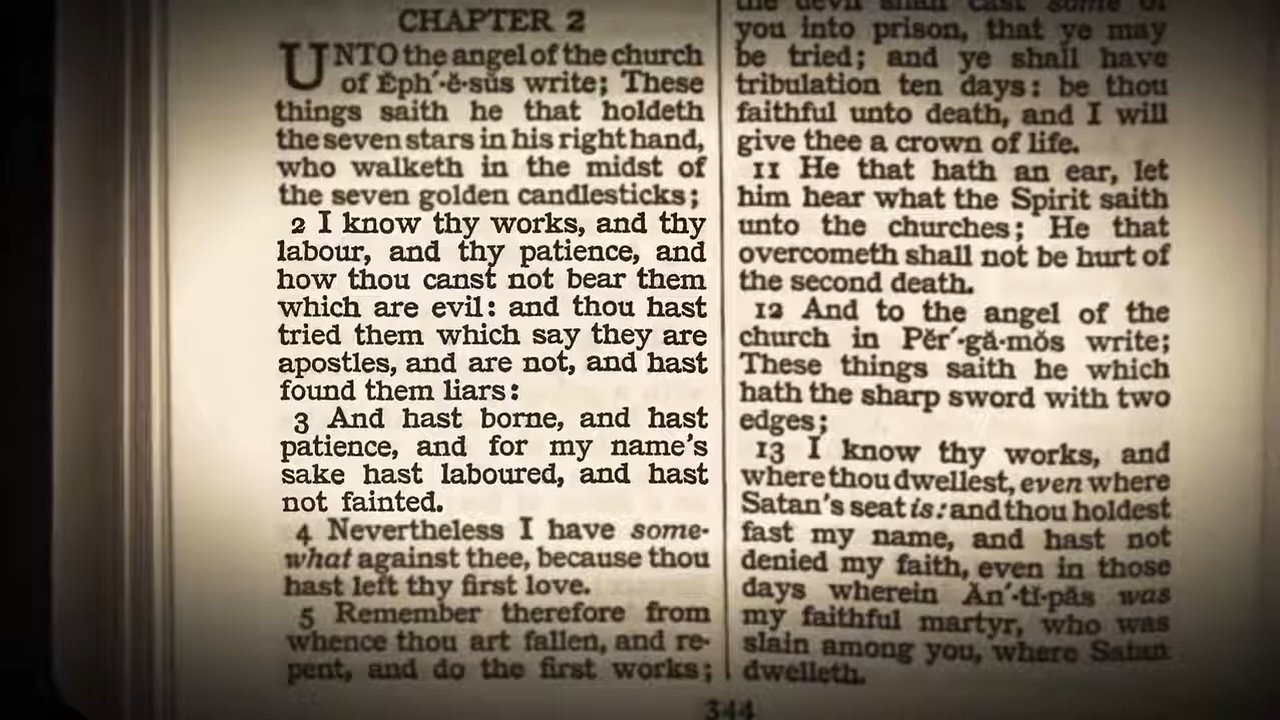 CHAPTER 2
UNTO the angel of the church
of Ĕph´-ĕ-sŭs write; These
things saith he that holdeth
the seven stars in his right hand,
who walketh in the midst of
the seven golden candlesticks;
2 I know thy works, and thy
labour, and thy patience, and
how thou canst not bear them
which are evil: and thou hast
tried them which say they are
apostles, and are not, and hast
found them liars:
3 And hast borne, and hast
patience, and for my name's
sake hast laboured, and hast
not fainted.
4 Nevertheless I have some-
what against thee, because thou
hast left thy first love.
5 Remember therefore from
whence thou art fallen, and re-
pent, and do the first works;
the devil shall cast some of
you into prison, that ye may
be tried; and ye shall have
tribulation ten days: be thou
faithful unto death, and I will
give thee a crown of life.
11 He that hath an ear, let
him hear what the Spirit saith
unto the churches; He that
overcometh shall not be hurt of
the second death.
12 And to the angel of the
church in Pĕr´-gă-mŏs write;
These things saith he which
hath the sharp sword with two
edges;
13 I know thy works, and
where thou dwellest, even where
Satan's seat is: and thou holdest
fast my name, and hast not
denied my faith, even in those
days wherein Ăn´-tĭ-păs was
my faithful martyr, who was
slain among you, where Satan
dwelleth.
344